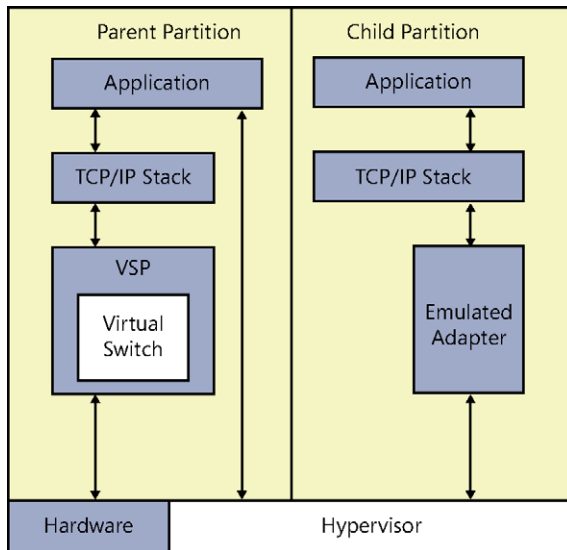 Parent Partition
Application
TCP/IP Stack
VSP
Virtual
Switch
Child Partition
Application
TCP/IP Stack
Emulated
Adapter
Hardware
Hypervisor